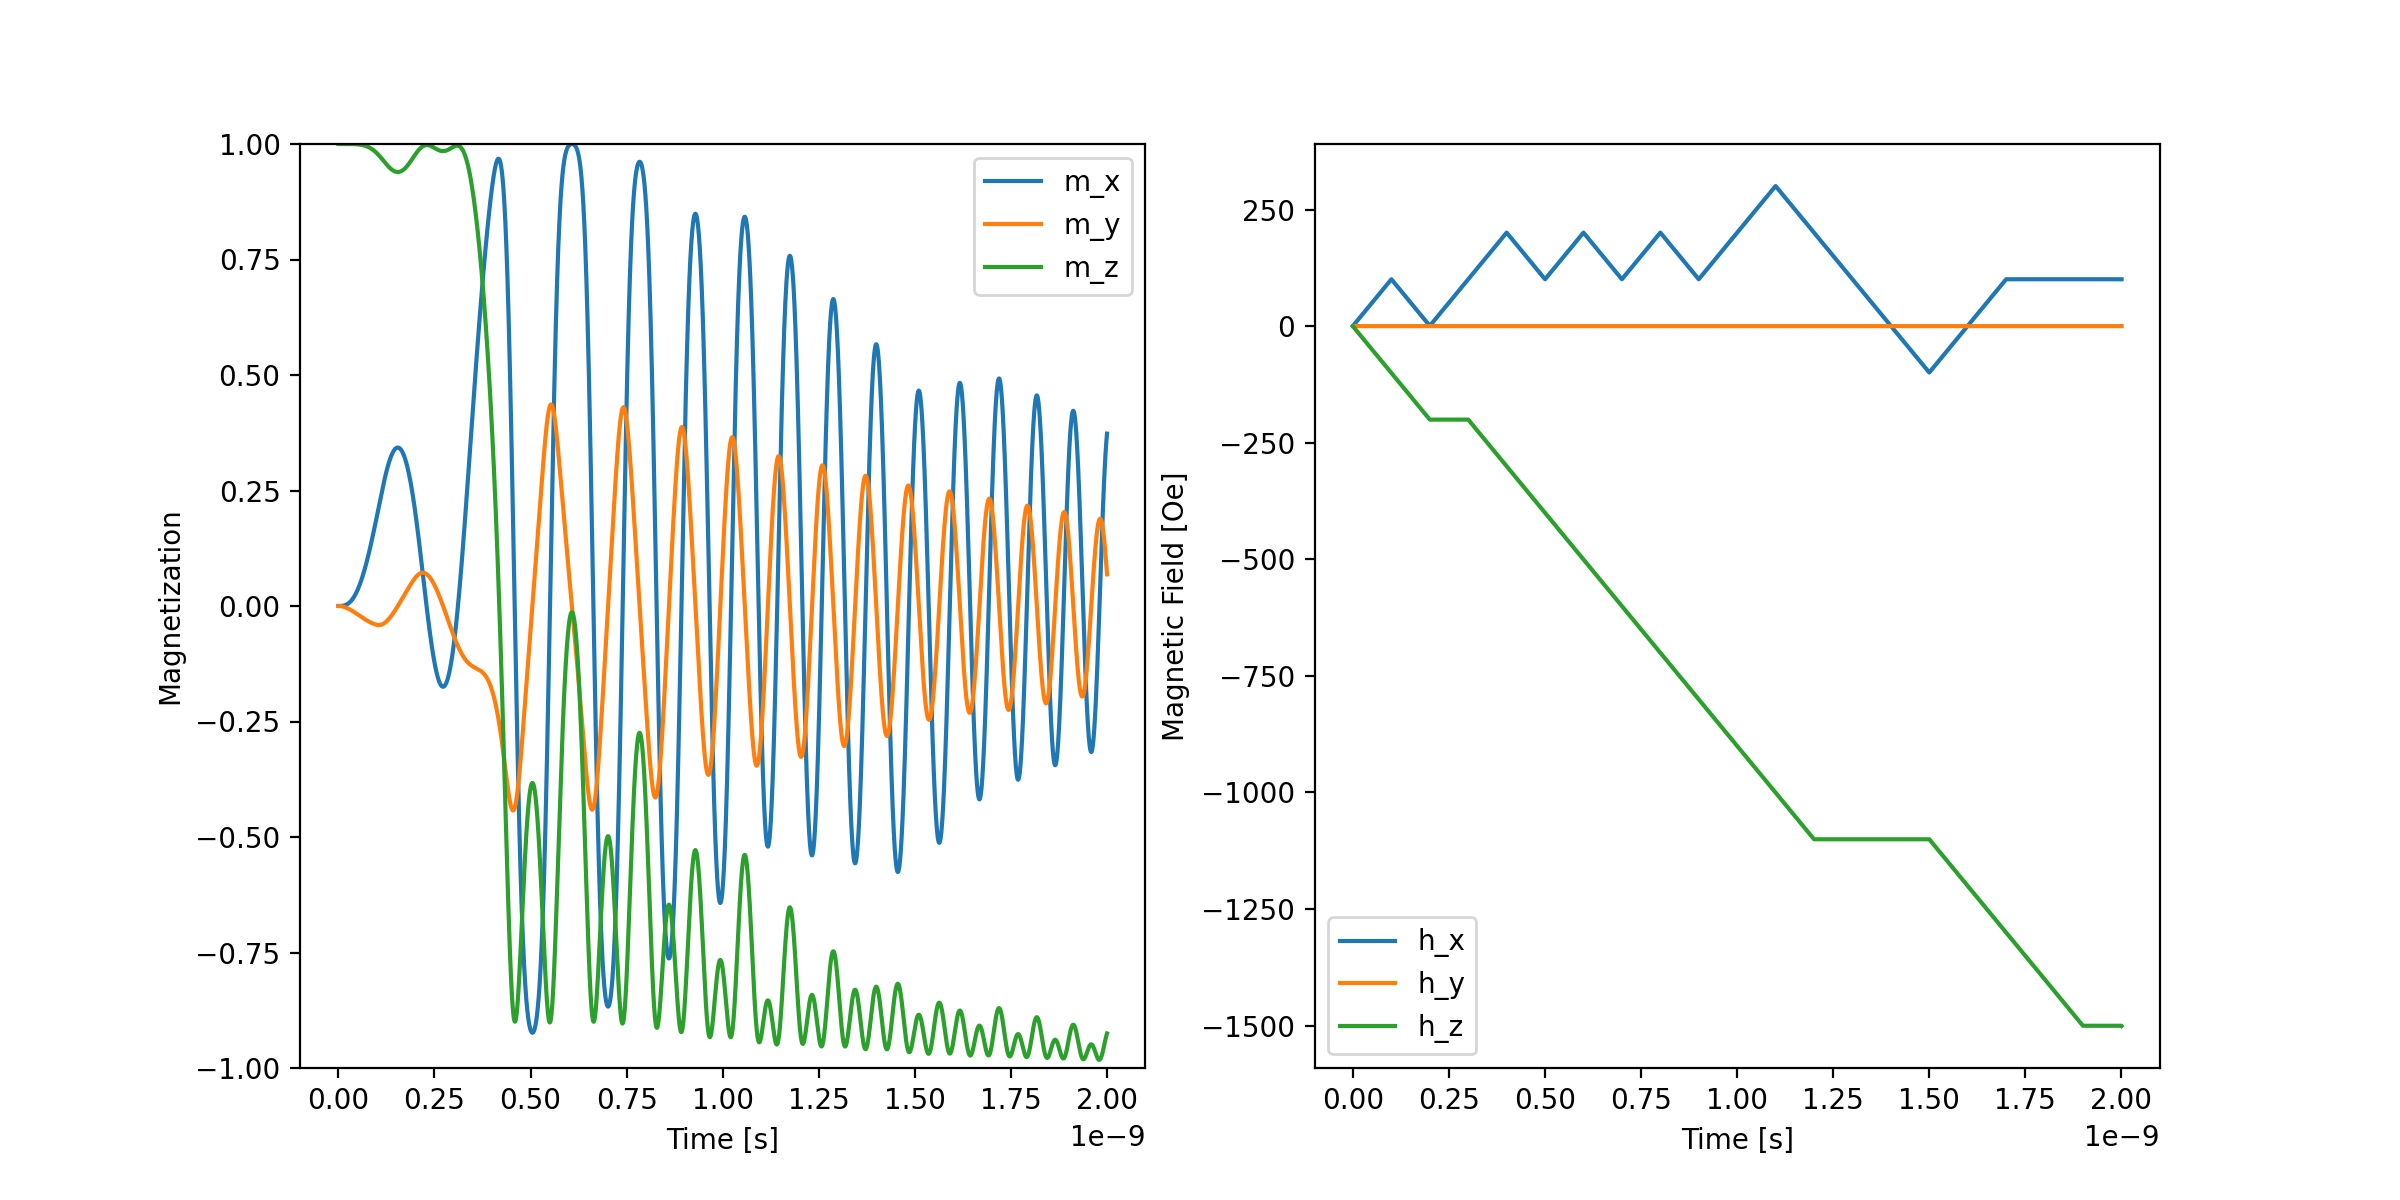 Magnetization
1.00
0.75
0.50
0.25
0.00
−0.25
−0.50
−0.75
−1.00
m_x
m_y
m_z
0.00 0.25 0.50 0.75 1.00 1.25 1.50 1.75 2.00
Time [s]
1e−9
Magnetic Field [Oe]
250
0
−250
−500
−750
−1000
−1250
−1500
h_x
h_y
h_z
0.00 0.25 0.50 0.75 1.00 1.25 1.50 1.75 2.00
Time [s]
1e−9